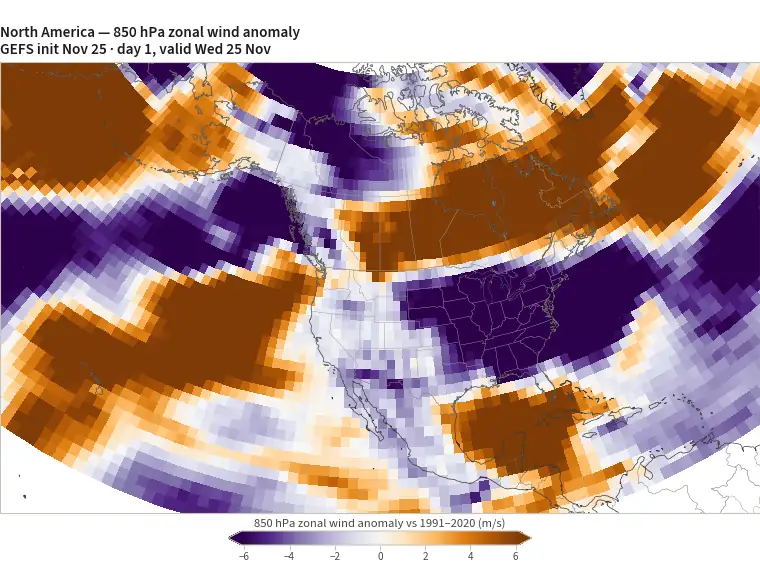 North America — 850 hPa zonal wind anomaly
GEFS init Nov 25 · day 1, valid Wed 25 Nov
850 hPa zonal wind anomaly vs 1991–2020 (m/s)
−6 −4 −2 0 2 4 6